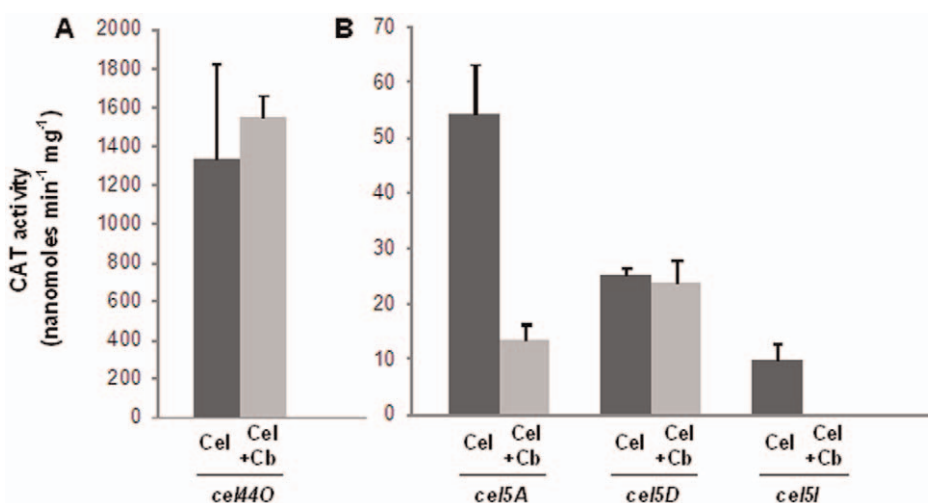 A
B
CAT activity
(nanomoles min-1 mg-1)
2000
1800
1600
1400
1200
1000
800
600
400
200
0
Cel
Cel
+Cb
cel44O
70
60
50
40
30
20
10
0
Cel
Cel
+Cb
Cel
Cel
+Cb
Cel
Cel
+Cb
cel5A
cel5D
cel5I